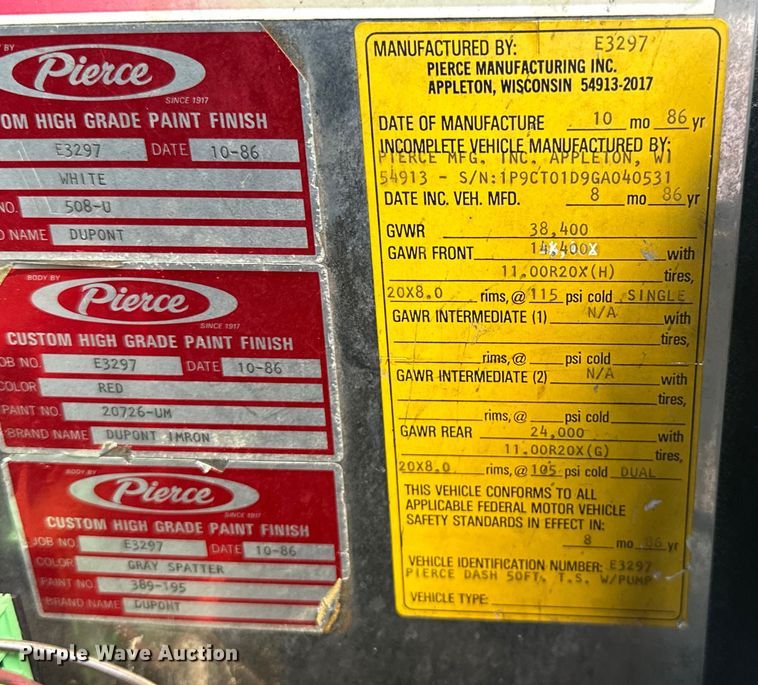 BY
Pierce
SINCE 1917
OM HIGH GRADE PAINT FINISH
E3297 DATE 10-86
WHITE
NO. 508-U
D NAME DUPONT
BODY BY
Pierce
SINCE 1917
CUSTOM HIGH GRADE PAINT FINISH
OB NO. E3297 DATE 10-86
COLOR RED
PAINT NO. 20726-UM
BRAND NAME DUPONT IMRON
BODY BY
Pierce
SINCE 1917
CUSTOM HIGH GRADE PAINT FINISH
JOB NO E3297 DATE 10-86
COLOR GRAY SPATTER
PAINT NO. 389-195
BRAND NAME DUPONT
MANUFACTURED BY: E3297
PIERCE MANUFACTURING INC.
APPLETON, WISCONSIN 54913-2017
DATE OF MANUFACTURE 10 mo 86 yr
INCOMPLETE VEHICLE MANUFACTURED BY:
PIERCE MFG. INC. APPLETON, WI
54913 - S/N:1P9CT01D9GA040531
DATE INC. VEH. MFD. 8 mo 86 yr
GVWR 38,400
GAWR FRONT 14,400 with
11.00R20X(H) tires,
20X8.0 rims, @ 115 psi cold SINGLE
GAWR INTERMEDIATE (1) N/A with
tires,
rims, @ psi cold
GAWR INTERMEDIATE (2) N/A with
tires,
rims, @ psi cold
GAWR REAR 24,000 with
11.00R20X(G) tires,
20X8.0 rims, @ 105 psi cold DUAL
THIS VEHICLE CONFORMS TO ALL
APPLICABLE FEDERAL MOTOR VEHICLE
SAFETY STANDARDS IN EFFECT IN:
8 mo 86 yr
VEHICLE IDENTIFICATION NUMBER: E3297
PIERCE DASH 50FT. T.S. W/PUMP
VEHICLE TYPE:
Purple Wave Auction